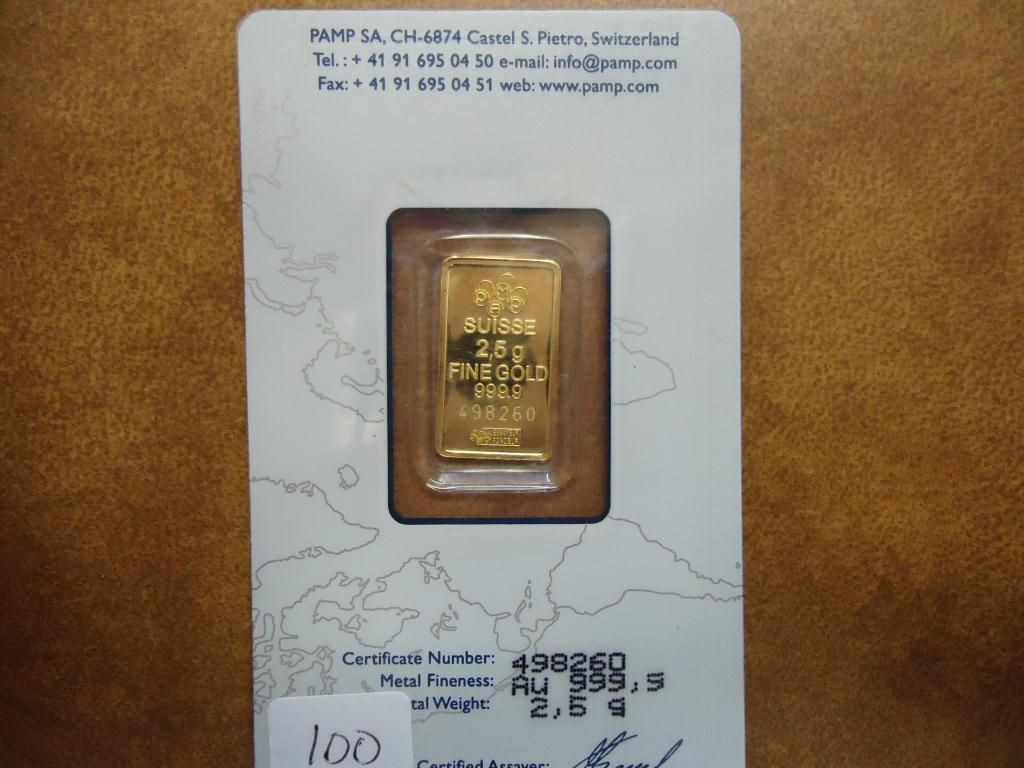 PAMP SA, CH-6874 Castel S. Pietro, Switzerland
Tel. : + 41 91 695 04 50 e-mail: info@pamp.com
Fax: + 41 91 695 04 51 web: www.pamp.com
PAMP
SUISSE
2,5 g
FINE GOLD
999.9
498260
Certificate Number: 498260
Metal Fineness: Au 999,9
tal Weight: 2,5 g
100
Certified Assayer: